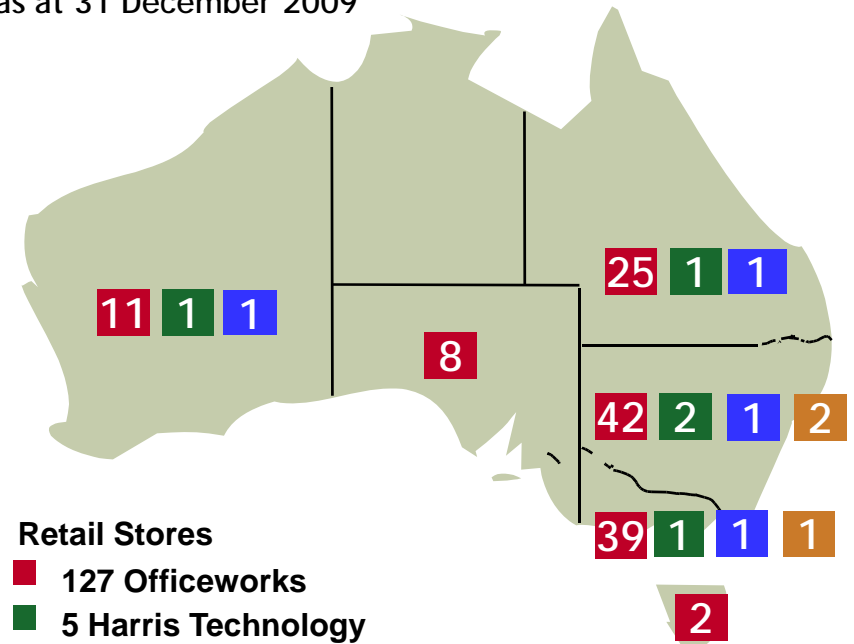 as at 31 December 2009
25 1 1
11 1 1
8
42 2 1 2
39 1 1 1
Retail Stores
127 Officeworks
5 Harris Technology
2